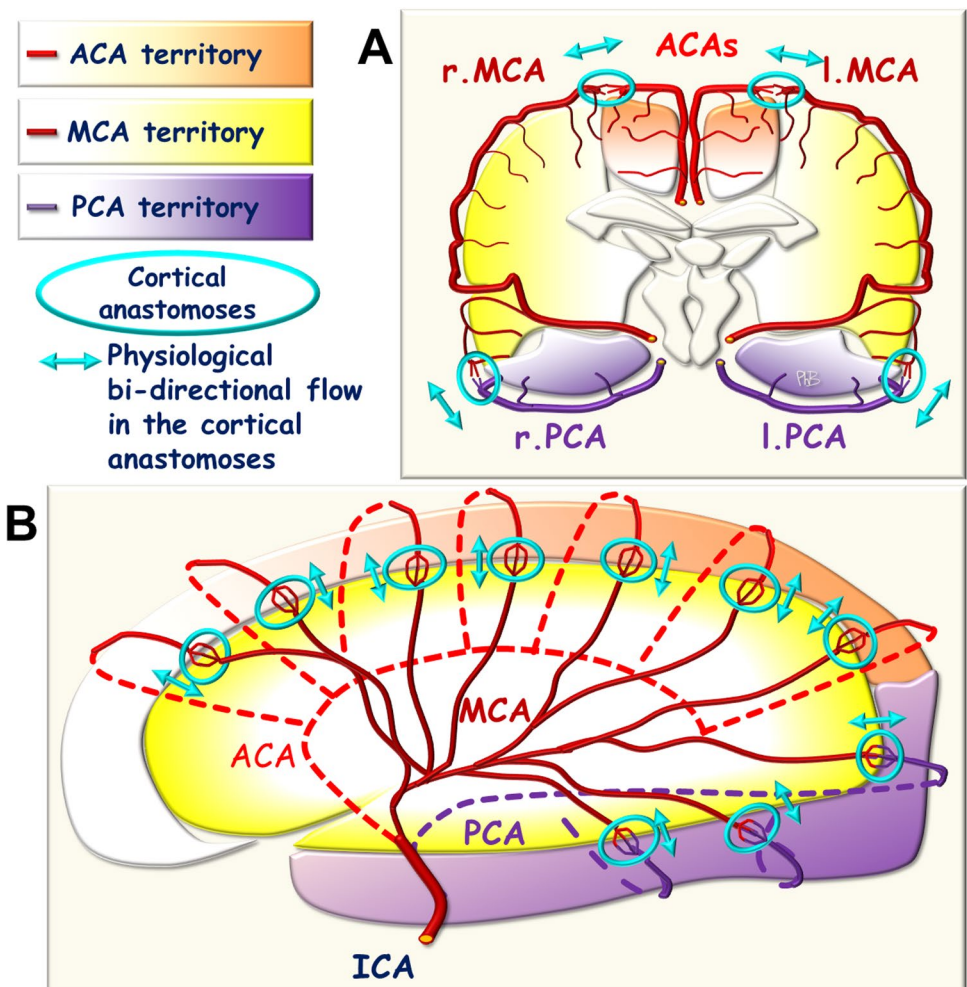 ACA territory
MCA territory
PCA territory
Cortical
anastomoses
Physiological
bi-directional flow
in the cortical
anastomoses
A
ACAs
r.MCA
l.MCA
PhB
r.PCA
l.PCA
B
MCA
ACA
PCA
ICA